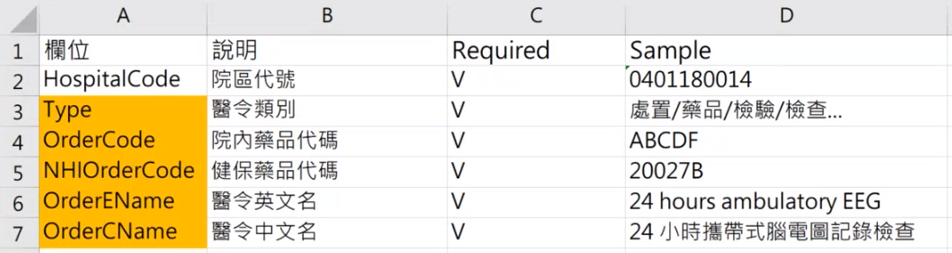 A B C D
1 欄位 說明 Required Sample
2 HospitalCode 院區代號 V 0401180014
3 Type 醫令類別 V 處置/藥品/檢驗/檢查...
4 OrderCode 院內藥品代碼 V ABCDF
5 NHIOrderCode 健保藥品代碼 V 20027B
6 OrderEName 醫令英文名 V 24 hours ambulatory EEG
7 OrderCName 醫令中文名 V 24 小時攜帶式腦電圖記錄檢查